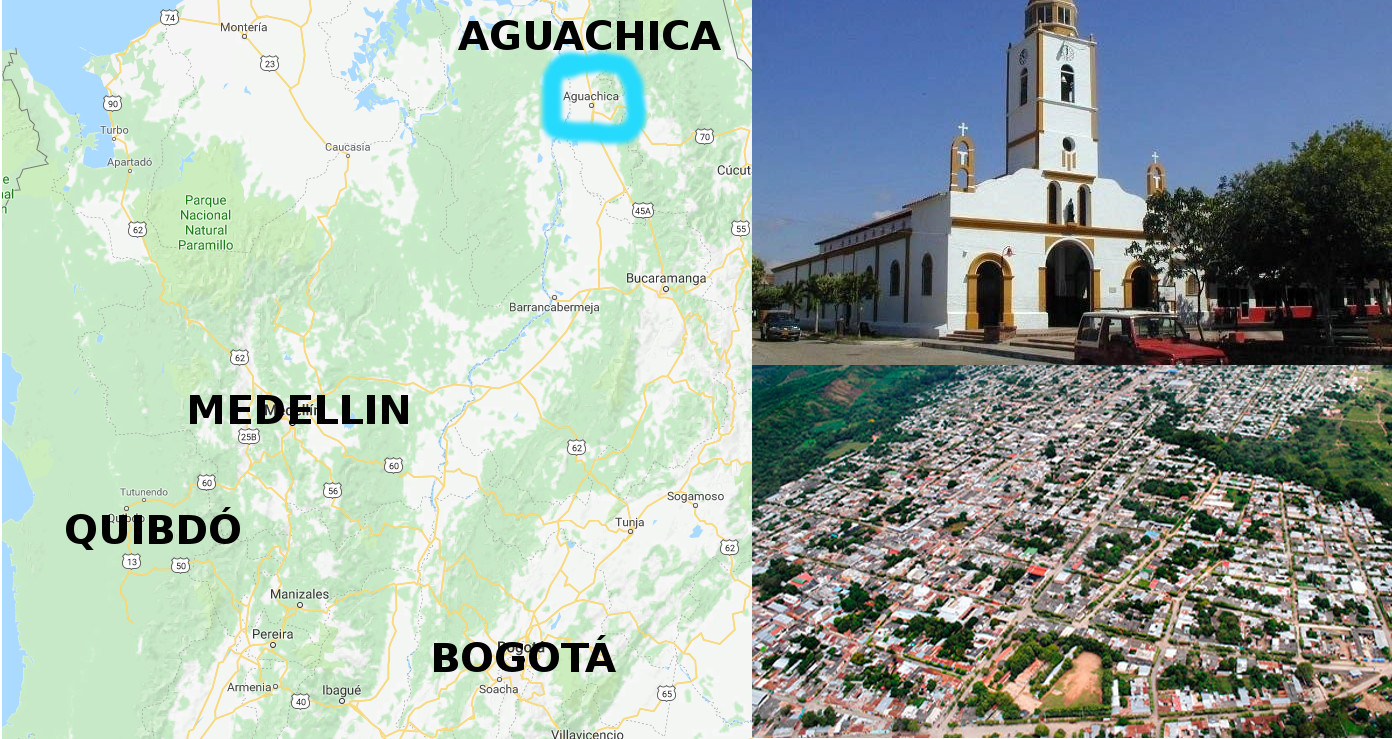 AGUACHICA
74
Montería
23
Aguachica
90
Turbo
Apartadó
Caucasia
70
Cúcut
e
al
n
Parque
Nacional
Natural
Paramillo
62
45A
55
Bucaramanga
Barrancabermeja
62
MEDELLIN
25B
62
60
60
56
Tutunendo
Sogamoso
QUIBDÓ
Tunja
62
13
50
Manizales
Pereira
BOGOTÁ
Armenia
Ibagué
Soacha
40
65
Villavicencio